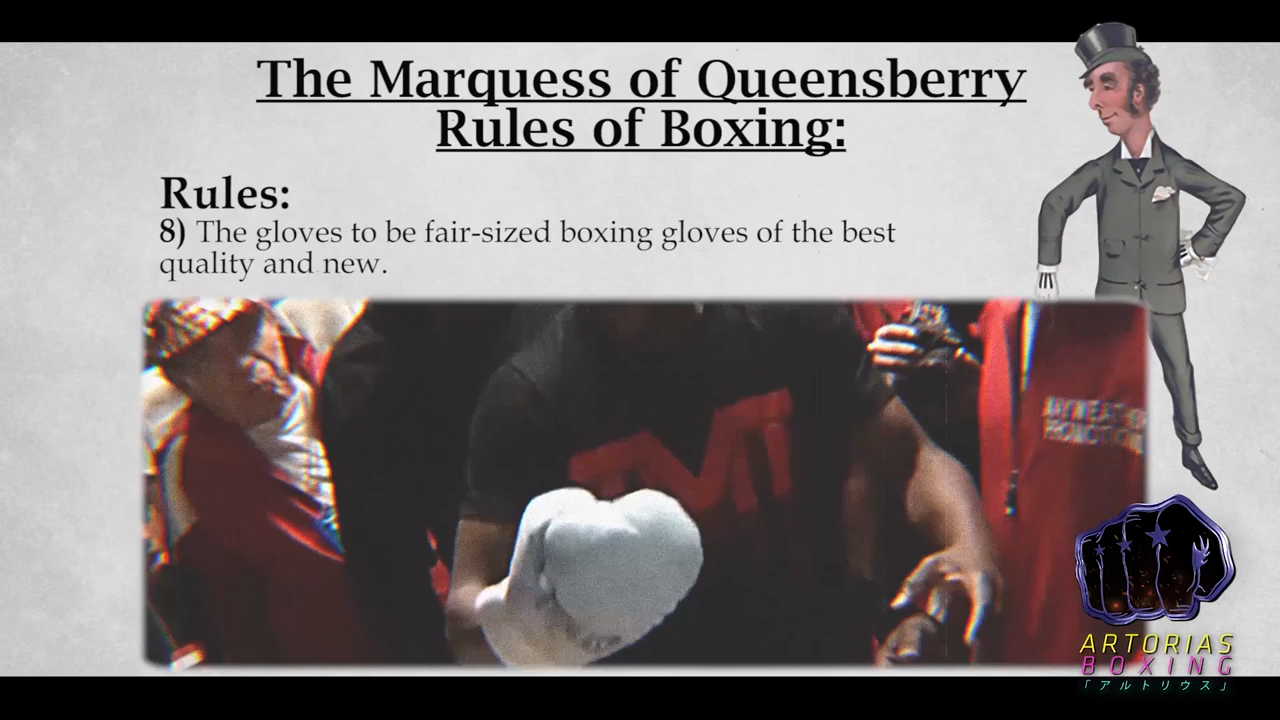 The Marquess of Queensberry
Rules of Boxing:
Rules:
8) The gloves to be fair-sized boxing gloves of the best
quality and new.
TMT
ARTORIAS
BOXING
「アルトリウス」